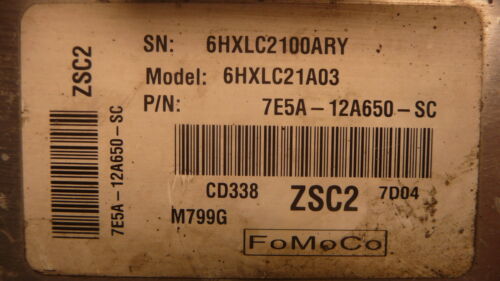 ZSC2
7E5A-12A650-SC
SN: 6HXLC2100ARY
Model: 6HXLC21A03
P/N: 7E5A-12A650-SC
CD338 ZSC2 7D04
M799G
FoMoCo